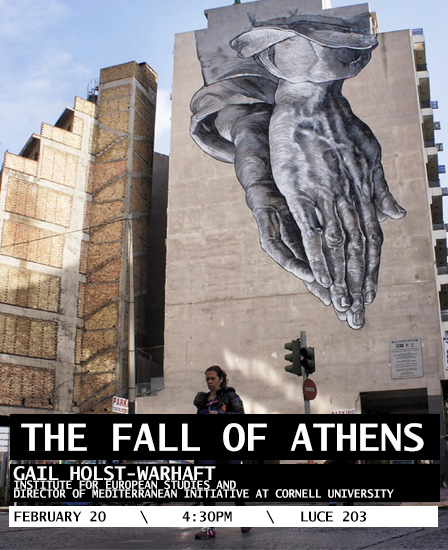 PARK
PARKING
THE FALL OF ATHENS
GAIL HOLST-WARHAFT
INSTITUTE FOR EUROPEAN STUDIES AND
DIRECTOR OF MEDITERRANEAN INITIATIVE AT CORNELL UNIVERSITY
FEBRUARY 20 \ 4:30PM \ LUCE 203